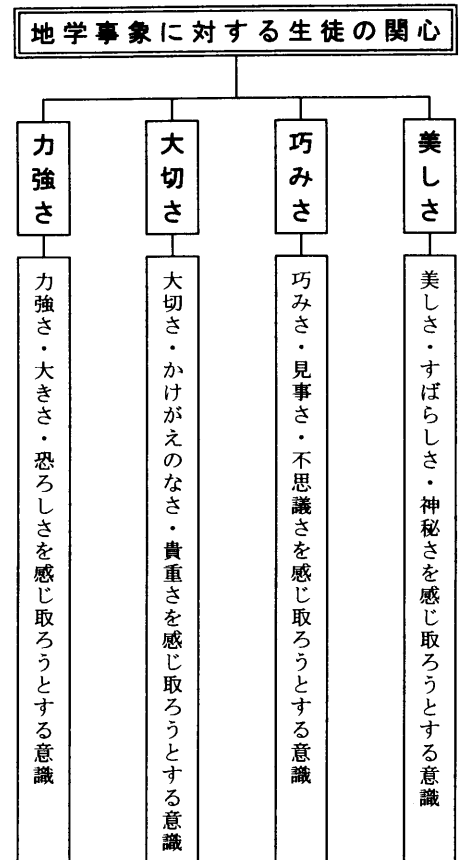 地学事象に対する生徒の関心
美しさ
美しさ・すばらしさ・神秘さを感じ取ろうとする意識
巧みさ
巧みさ・見事さ・不思議さを感じ取ろうとする意識
大切さ
大切さ・かけがえのなさ・貴重さを感じ取ろうとする意識
力強さ
力強さ・大きさ・恐ろしさを感じ取ろうとする意識